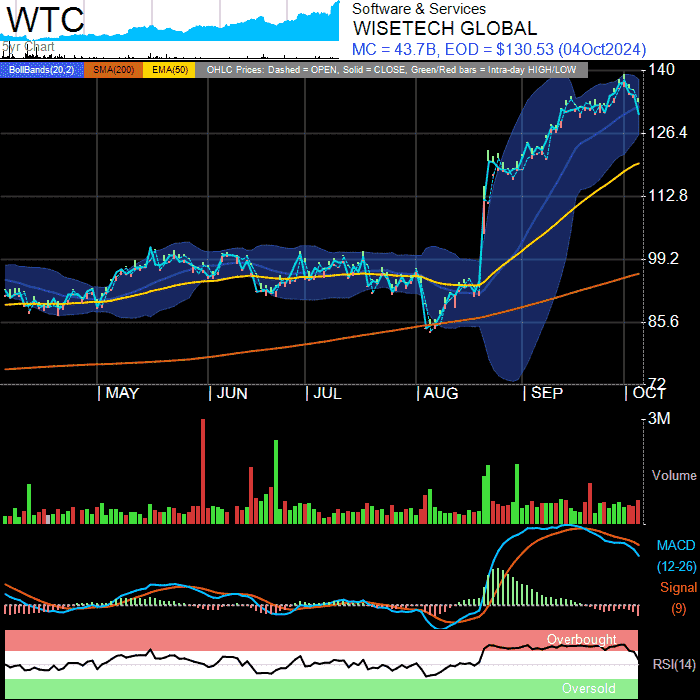 WTC
5yr Chart
Software & Services
WISETECH GLOBAL
MC = 43.7B, EOD = $130.53 (04Oct2024)
BollBands(20,2) SMA(200) EMA(50) OHLC Prices: Dashed = OPEN, Solid = CLOSE, Green/Red bars = Intra-day HIGH/LOW
140
126.4
112.8
99.2
85.6
72
MAY JUN JUL AUG SEP OCT
3M
Volume
MACD
(12-26)
Signal
(9)
Overbought
RSI(14)
Oversold